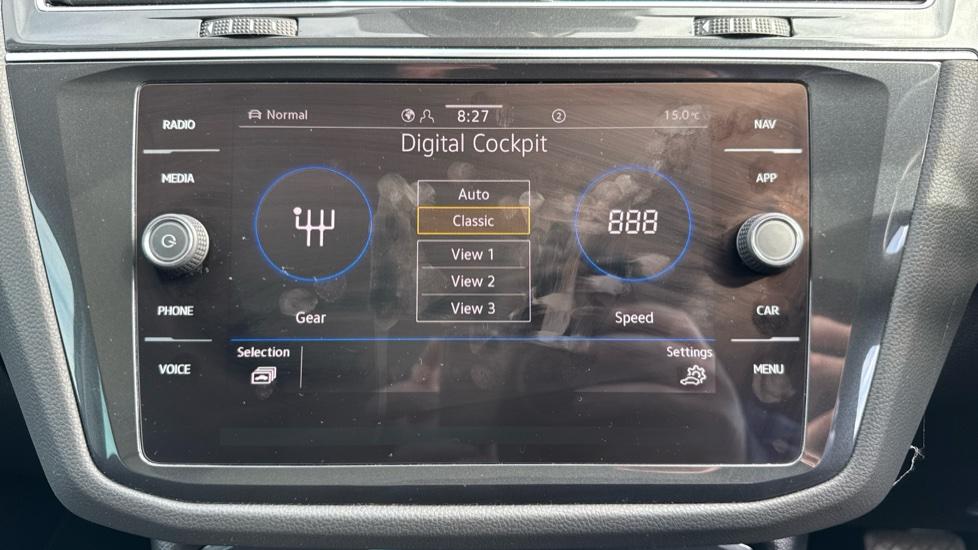 Normal 8:27 2 15.0°C
Digital Cockpit
RADIO
MEDIA
PHONE
VOICE
Auto
Classic
View 1
View 2
View 3
Gear
888
Speed
Selection
Settings
NAV
APP
CAR
MENU